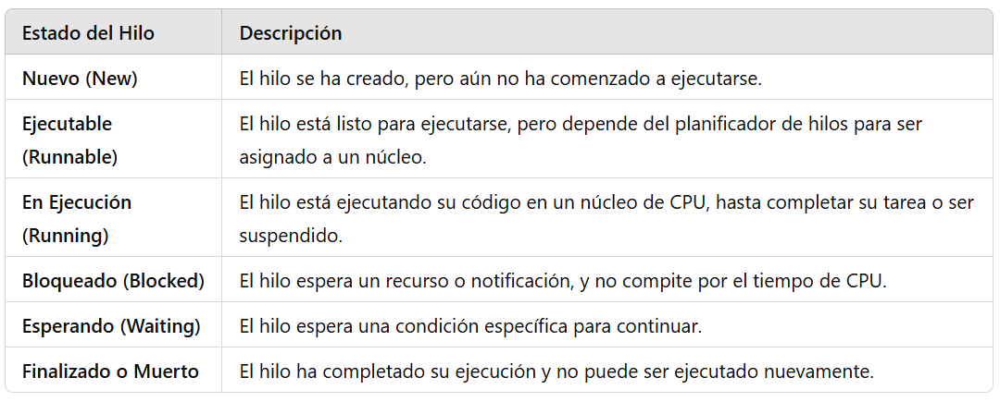 Estado del Hilo Descripción
Nuevo (New) El hilo se ha creado, pero aún no ha comenzado a ejecutarse.
Ejecutable El hilo está listo para ejecutarse, pero depende del planificador de hilos para ser
(Runnable) asignado a un núcleo.
En Ejecución El hilo está ejecutando su código en un núcleo de CPU, hasta completar su tarea o ser
(Running) suspendido.
Bloqueado (Blocked) El hilo espera un recurso o notificación, y no compite por el tiempo de CPU.
Esperando (Waiting) El hilo espera una condición específica para continuar.
Finalizado o Muerto El hilo ha completado su ejecución y no puede ser ejecutado nuevamente.